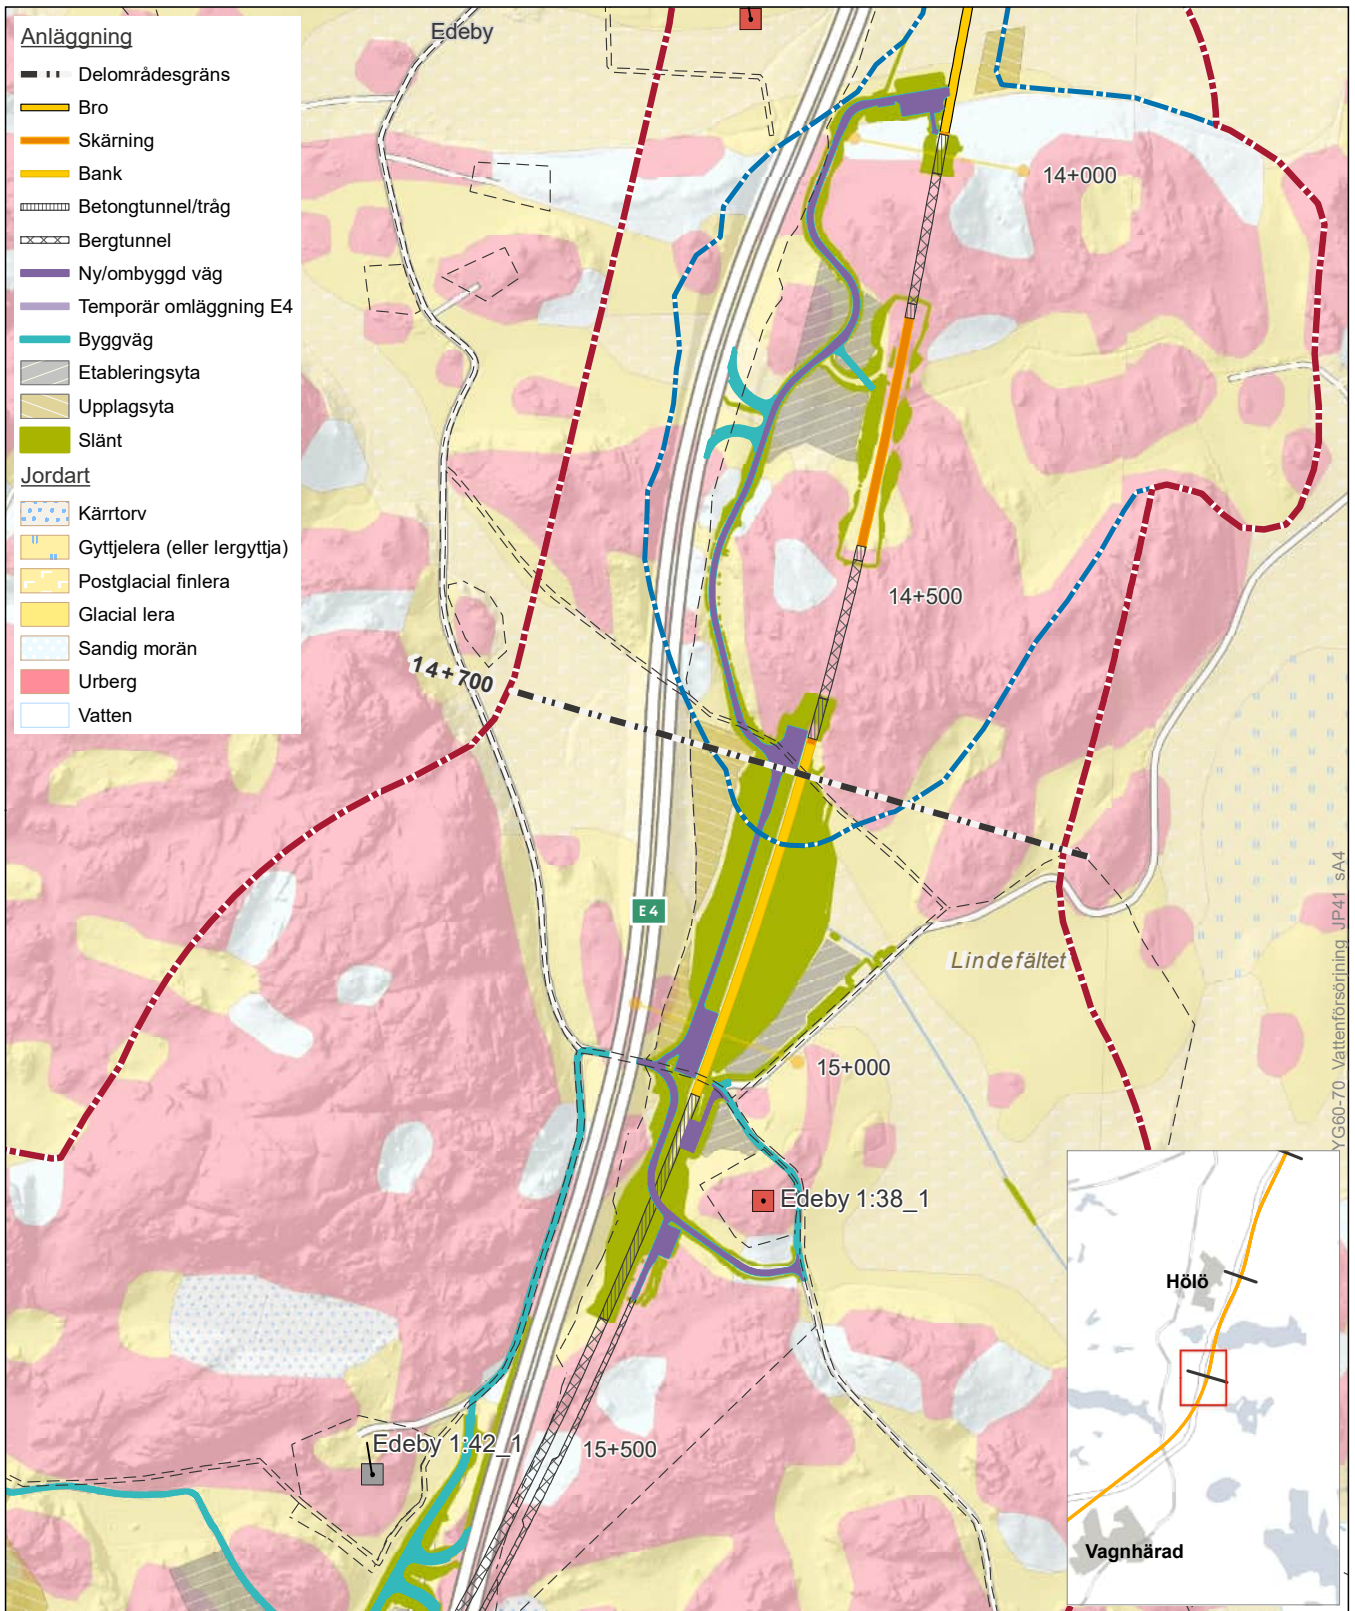 Anläggning
Delområdesgräns
Bro
Skärning
Bank
Betongtunnel/tråg
Bergtunnel
Ny/ombyggd väg
Temporär omläggning E4
Byggväg
Etableringsyta
Upplagsyta
Slänt
Jordart
Kärrtorv
Gyttjelera (eller lergyttja)
Postglacial finlera
Glacial lera
Sandig morän
Urberg
Vatten
Edeby
14+000
14+500
14+700
E4
Lindefältet
15+000
Edeby 1:38_1
Edeby 1:42_1
15+500
YG60-70 Vattenförsörjning JP41 sA4
Hölö
Vagnhärad